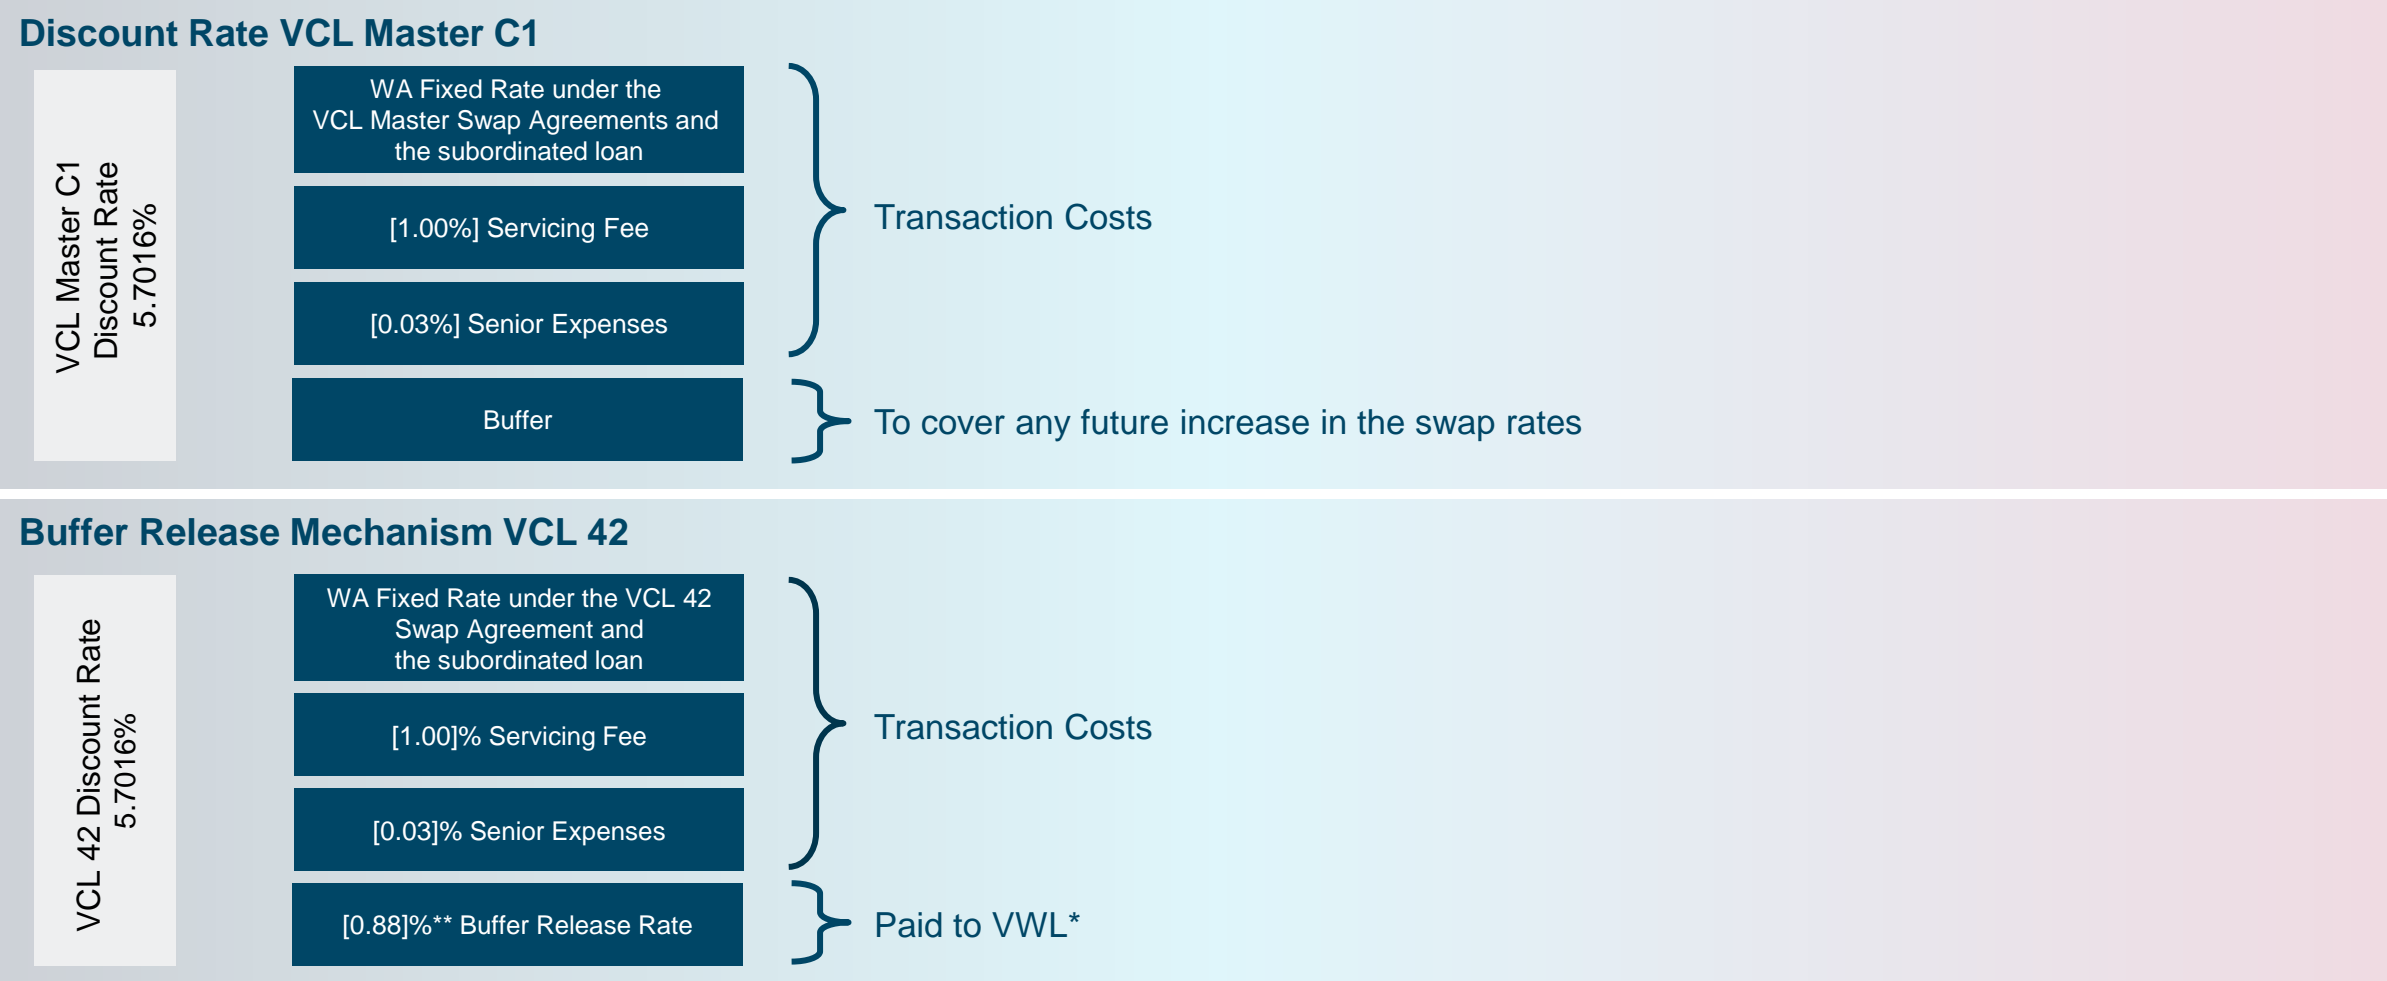 Discount Rate VCL Master C1
VCL Master C1
Discount Rate
5.7016%
WA Fixed Rate under the
VCL Master Swap Agreements and
the subordinated loan
[1.00%] Servicing Fee
[0.03%] Senior Expenses
Transaction Costs
Buffer
To cover any future increase in the swap rates
Buffer Release Mechanism VCL 42
VCL 42 Discount Rate
5.7016%
WA Fixed Rate under the VCL 42
Swap Agreement and
the subordinated loan
[1.00]% Servicing Fee
[0.03]% Senior Expenses
Transaction Costs
[0.88]%** Buffer Release Rate
Paid to VWL*